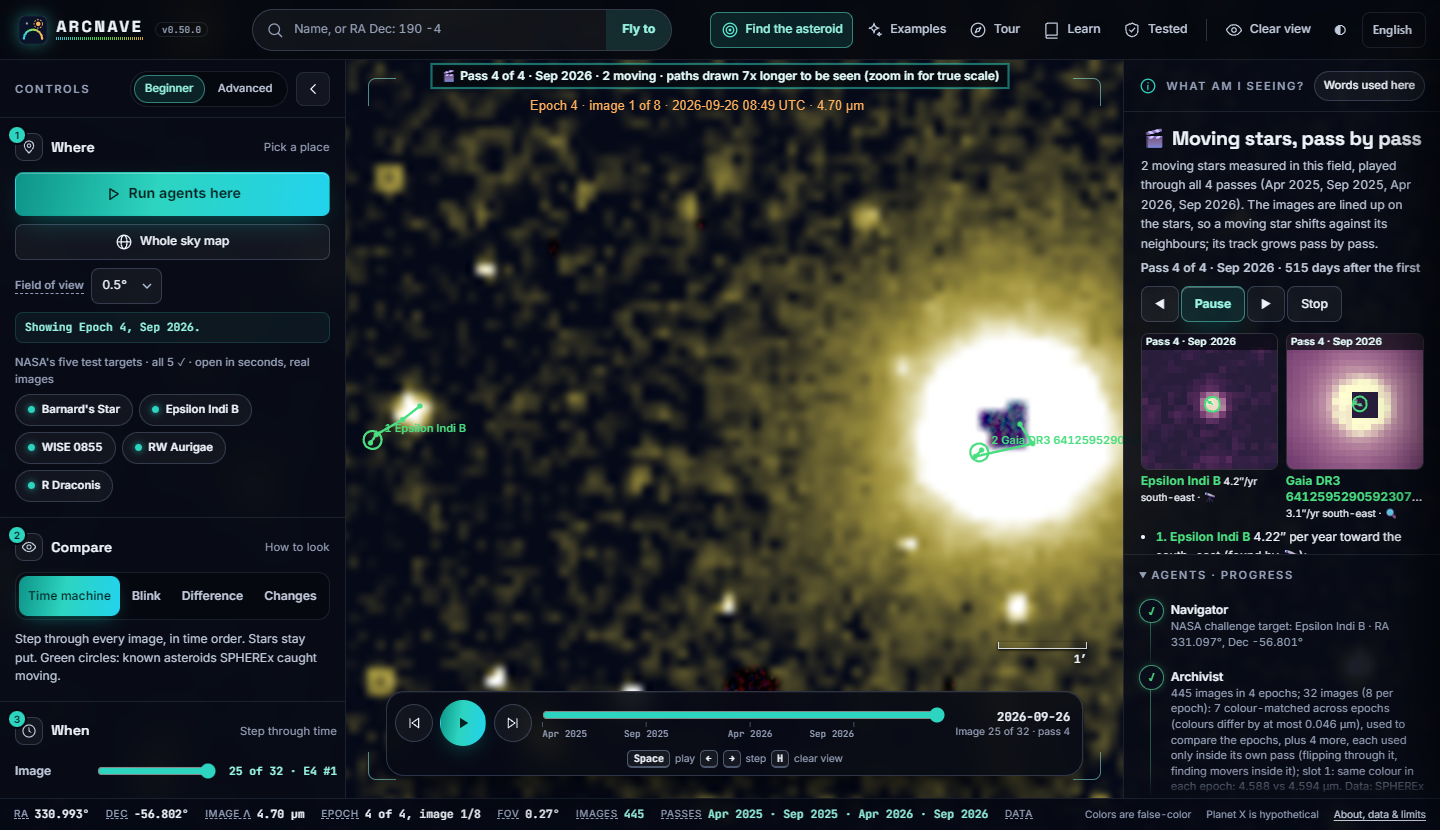 ARCNAVE
v0.50.0
Name, or RA Dec: 190 -4
Fly to
Find the asteroid
Examples
Tour
Learn
Tested
Clear view
English
CONTROLS
Beginner
Advanced
1
Where
Pick a place
Run agents here
Whole sky map
Field of view
0.5°
Showing Epoch 4, Sep 2026.
NASA's five test targets · all 5 ✓ · open in seconds, real
images
Barnard's Star
Epsilon Indi B
WISE 0855
RW Aurigae
R Draconis
2
Compare
How to look
Time machine
Blink
Difference
Changes
Step through every image, in time order. Stars stay
put. Green circles: known asteroids SPHEREx caught
moving.
3
When
Step through time
Image
25 of 32 · E4 #1
Pass 4 of 4 · Sep 2026 · 2 moving · paths drawn 7x longer to be seen (zoom in for true scale)
Epoch 4 · image 1 of 8 · 2026-09-26 08:49 UTC · 4.70 µm
1 Epsilon Indi B
2 Gaia DR3 6412595290
1′
Apr 2025
Sep 2025
Apr 2026
Sep 2026
2026-09-26
Image 25 of 32 · pass 4
Space play ← → step H clear view
WHAT AM I SEEING?
Words used here
Moving stars, pass by pass
2 moving stars measured in this field, played
through all 4 passes (Apr 2025, Sep 2025, Apr
2026, Sep 2026). The images are lined up on
the stars, so a moving star shifts against its
neighbours; its track grows pass by pass.
Pass 4 of 4 · Sep 2026 · 515 days after the first
◀
Pause
▶
Stop
Pass 4 · Sep 2026
Pass 4 · Sep 2026
Epsilon Indi B 4.2″/yr
south-east ·
Gaia DR3
6412595290592307...
3.1″/yr south-east ·
• 1. Epsilon Indi B 4.22″ per year toward the
▼ AGENTS · PROGRESS
Navigator
NASA challenge target: Epsilon Indi B · RA
331.097°, Dec -56.801°
Archivist
445 images in 4 epochs; 32 images (8 per
epoch): 7 colour-matched across epochs
(colours differ by at most 0.046 µm), used to
compare the epochs, plus 4 more, each used
only inside its own pass (flipping through it,
finding movers inside it); slot 1: same colour in
each epoch: 4.588 vs 4.594 µm. Data: SPHEREx
RA 330.993° DEC -56.802° IMAGE Λ 4.70 µm EPOCH 4 of 4, image 1/8 FOV 0.27° IMAGES 445 PASSES Apr 2025 · Sep 2025 · Apr 2026 · Sep 2026 DATA
Colors are false-color Planet X is hypothetical About, data & limits